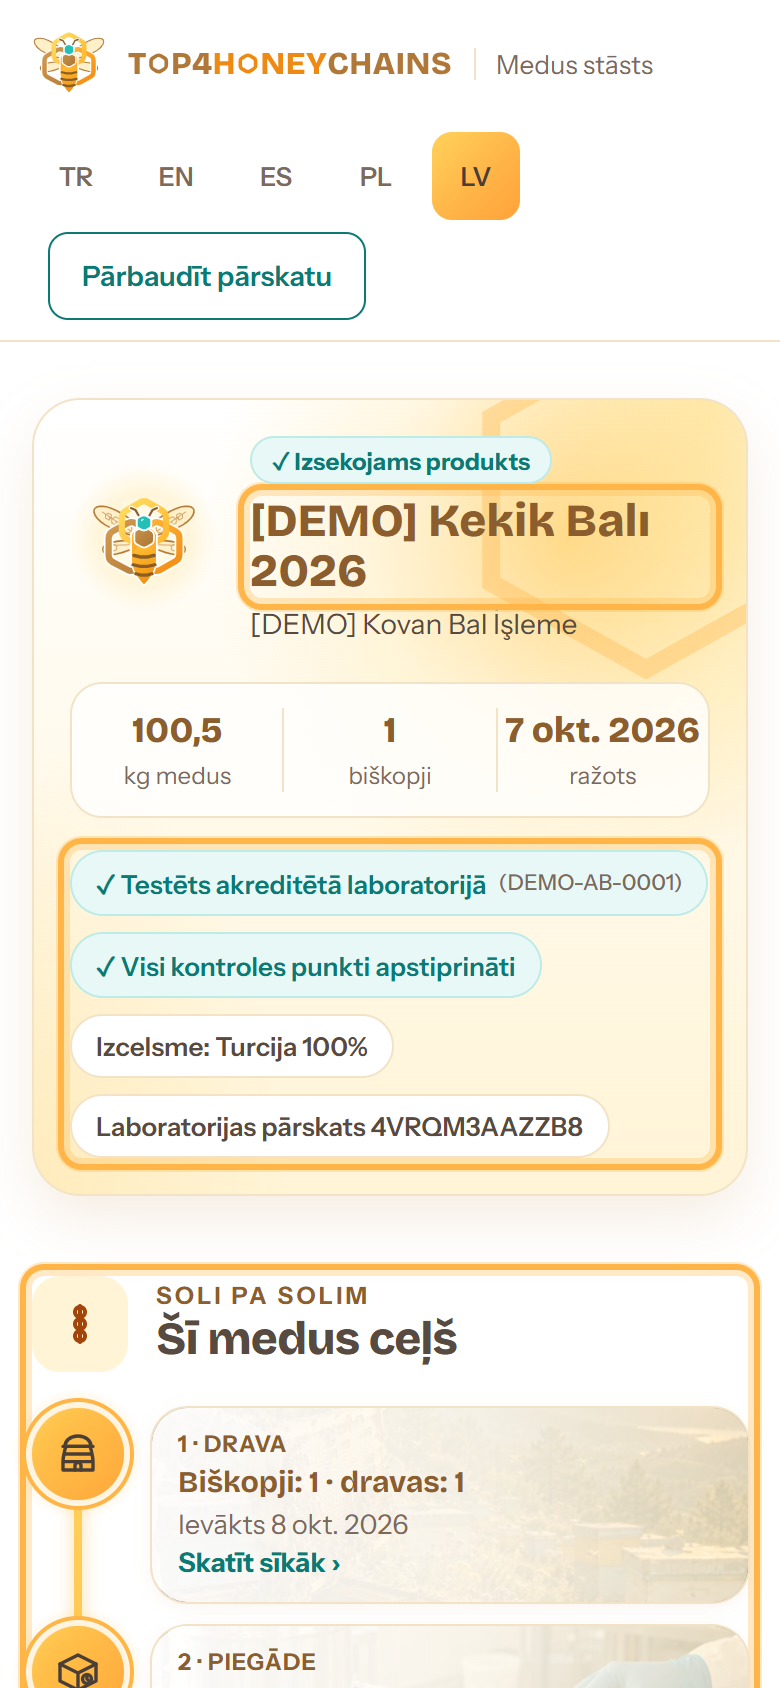 TOP4HONEYCHAINS
Medus stāsts
TR EN ES PL LV
Pārbaudīt pārskatu
✓ Izsekojams produkts
[DEMO] Kekik Balı
2026
[DEMO] Kovan Bal İşleme
100,5 1 7 okt. 2026
kg medus biškopji ražots
✓ Testēts akreditētā laboratorijā (DEMO-AB-0001)
✓ Visi kontroles punkti apstiprināti
Izcelsme: Turcija 100%
Laboratorijas pārskats 4VRQM3AAZZB8
SOLI PA SOLIM
Šī medus ceļš
1 · DRAVA
Biškopji: 1 · dravas: 1
Ievākts 8 okt. 2026
Skatīt sīkāk ›
2 · PIEGĀDE